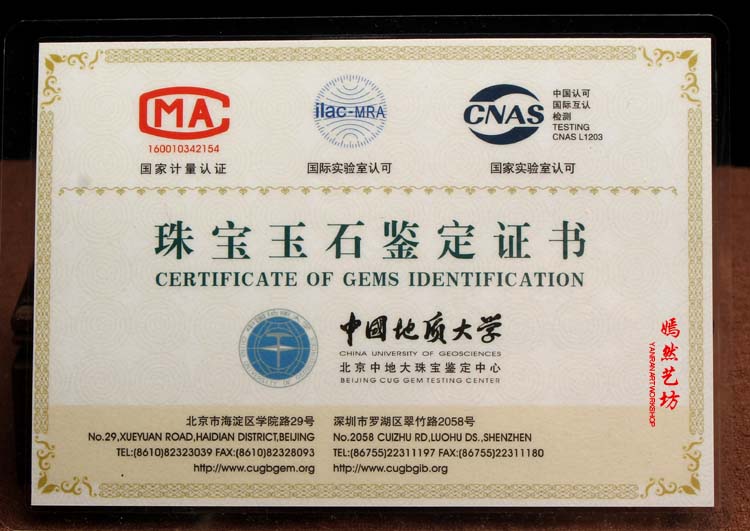 CMA
160010342154
国家计量认证
ilac-MRA
国际实验室认可
CNAS
中国认可
国际互认
检测
TESTING
CNAS L1203
国家实验室认可
珠宝玉石鉴定证书
CERTIFICATE OF GEMS IDENTIFICATION
中國地质大学
CHINA UNIVERSITY OF GEOSCIENCES
北京中地大珠宝鉴定中心
BEIJING CUG GEM TESTING CENTER
嫣然艺坊
YANRAN ART WORKSHOP
北京市海淀区学院路29号
No.29,XUEYUAN ROAD,HAIDIAN DISTRICT,BEIJING
TEL:(8610)82323039 FAX:(8610)82328093
http://www.cugbgem.org
深圳市罗湖区翠竹路2058号
No.2058 CUIZHU RD,LUOHU DS.,SHENZHEN
TEL:(86755)22311197 FAX:(86755)22311180
http://www.cugbgib.org